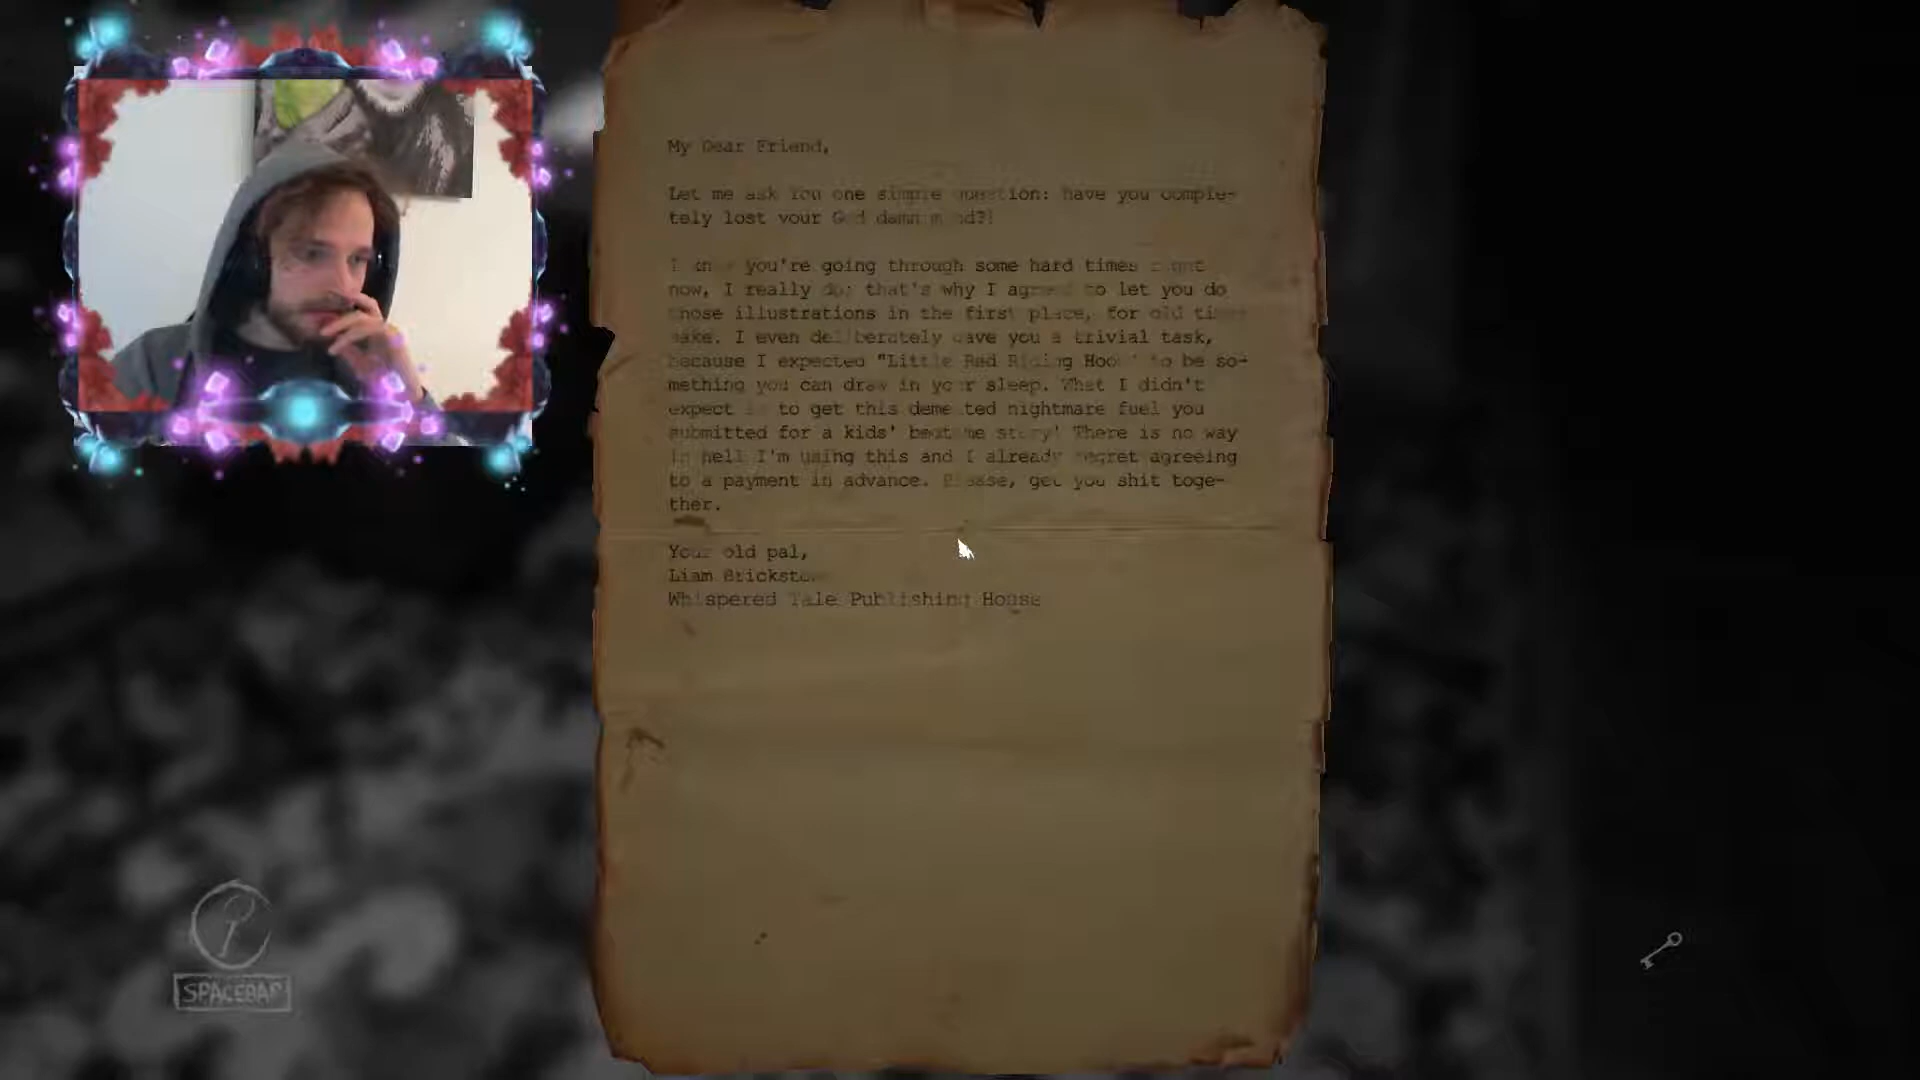 My Dear Friend,
Let me ask You one simple question: have you comple-
tely lost your God damn mind?!
I know you're going through some hard times right
now, I really do; that's why I agreed to let you do
those illustrations in the first place, for old times
sake. I even deliberately gave you a trivial task,
because I expected "Little Red Riding Hood" to be so-
mething you can draw in your sleep. What I didn't
expect is to get this demented nightmare fuel you
submitted for a kids' bedtime story! There is no way
in hell I'm using this and I already regret agreeing
to a payment in advance. Please, get you shit toge-
ther.
Your old pal,
Liam
Whispered Tale Publishing House
SPACEBAR